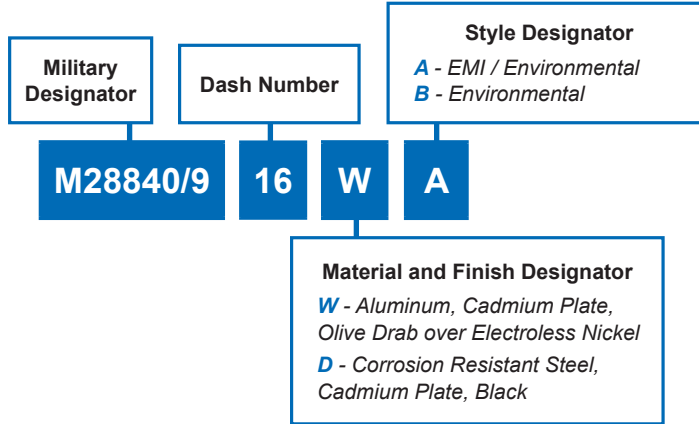 Style Designator
A - EMI / Environmental
B - Environmental
Military
Designator
Dash Number
M28840/9
16
W
A
Material and Finish Designator
W - Aluminum, Cadmium Plate,
Olive Drab over Electroless Nickel
D - Corrosion Resistant Steel,
Cadmium Plate, Black